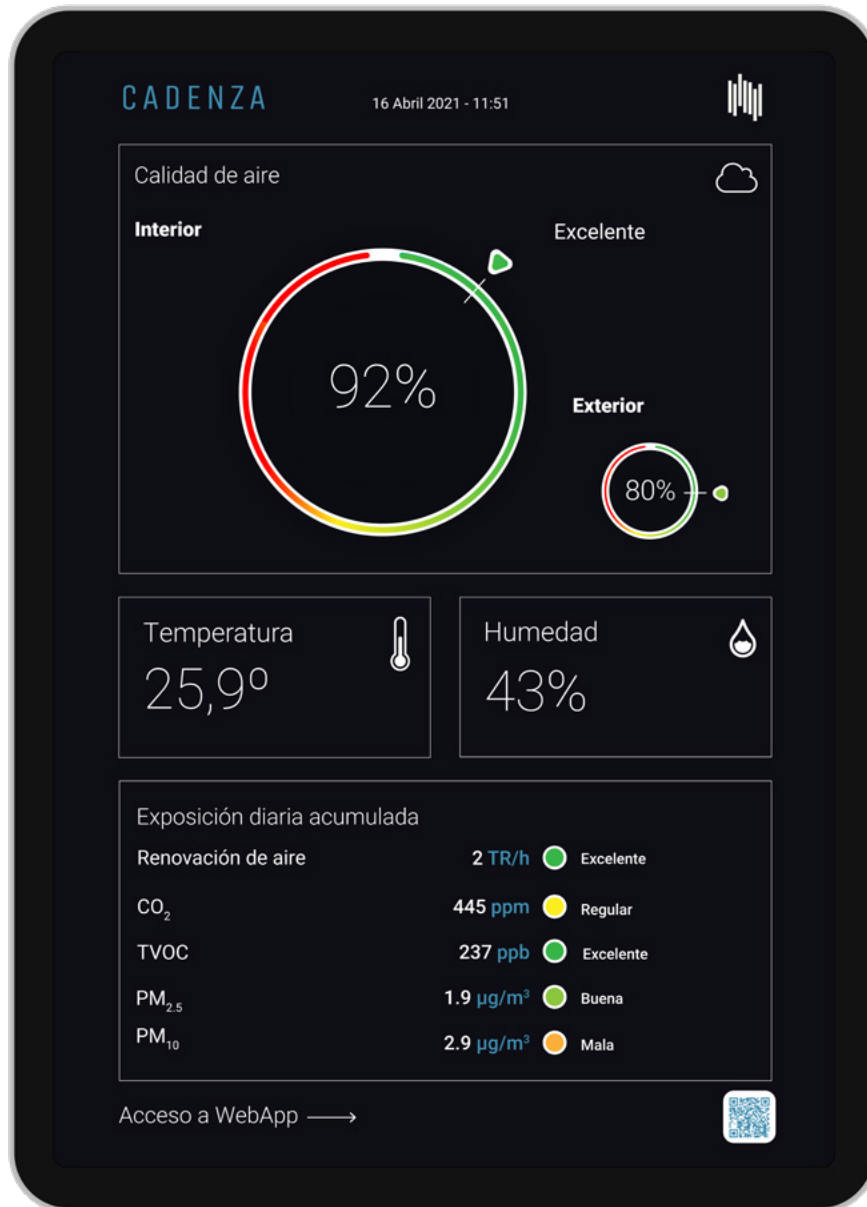 CADENZA
16 Abril 2021 - 11:51
Calidad de aire
Interior
Excelente
92%
Exterior
80%
Temperatura
25,9º
Humedad
43%
Exposición diaria acumulada
Renovación de aire 2 TR/h Excelente
CO₂ 445 ppm Regular
TVOC 237 ppb Excelente
PM₂.₅ 1.9 µg/m³ Buena
PM₁₀ 2.9 µg/m³ Mala
Acceso a WebApp